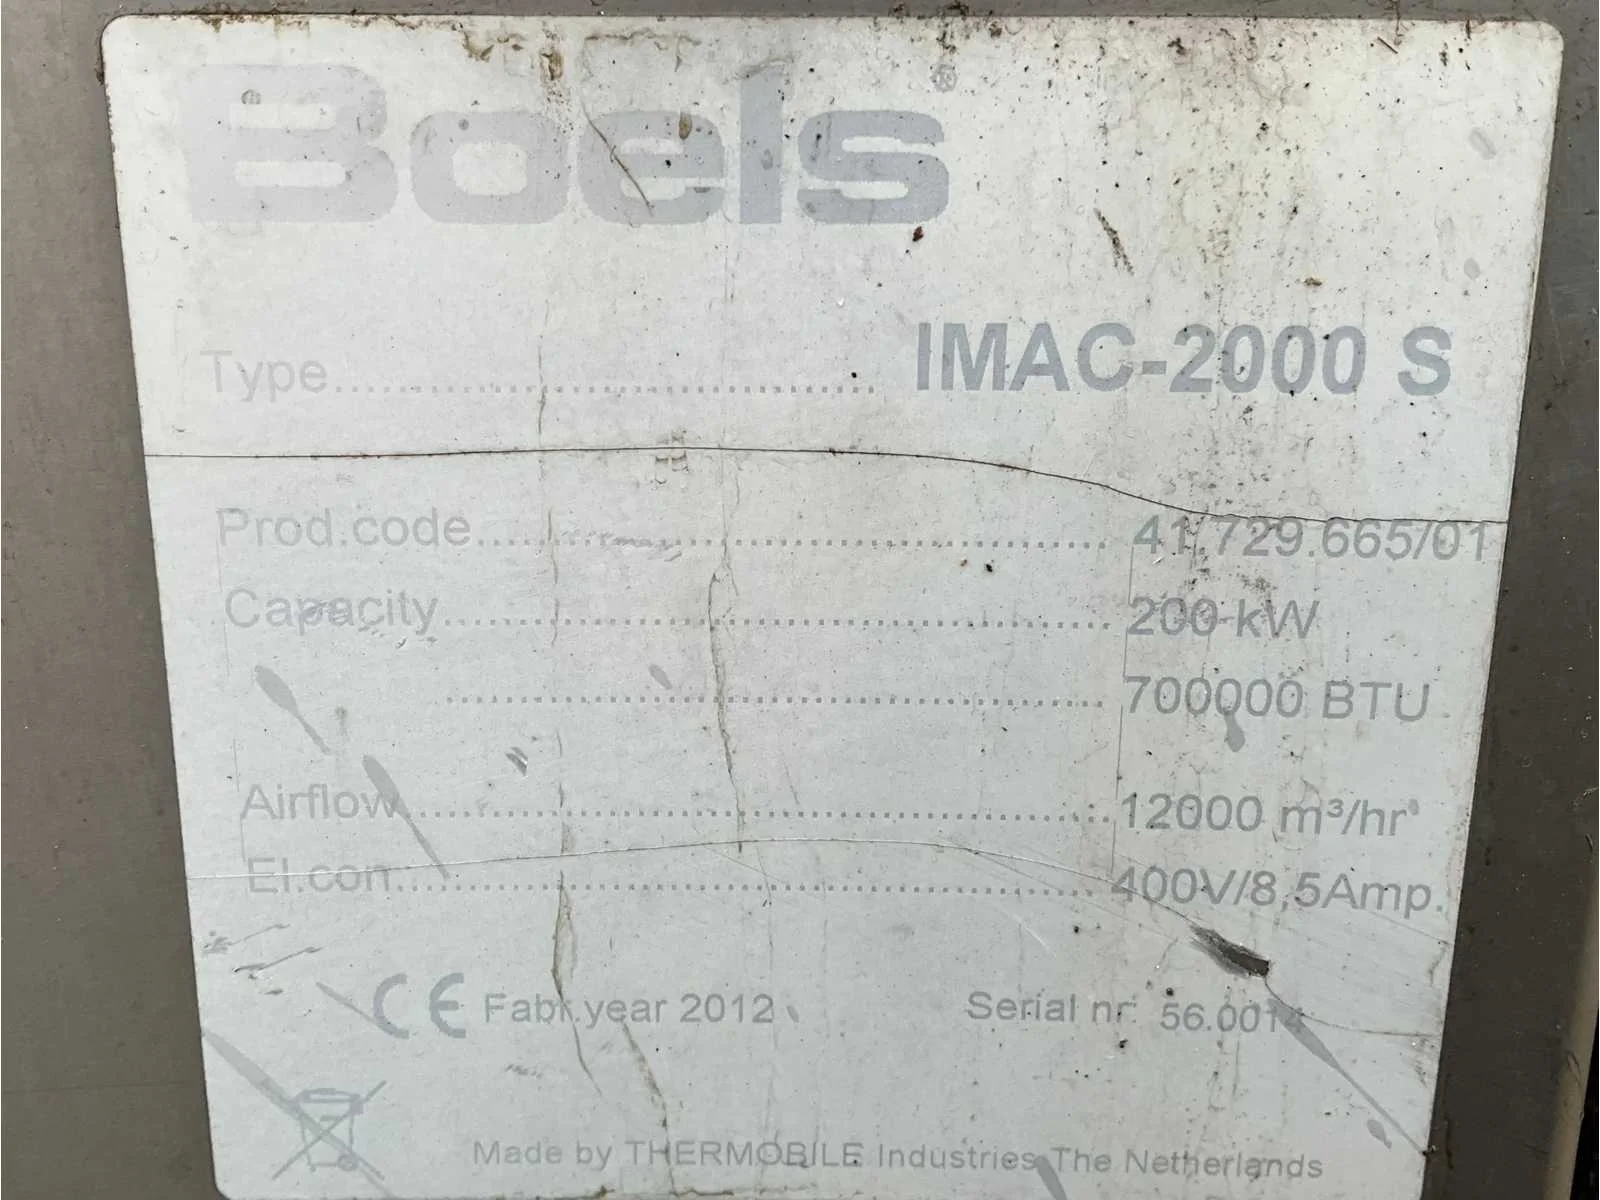 Boels®
Type.......................................... IMAC-2000 S
Prod.code.......................................... 41.729.665/01
Capacity.......................................... 200 kW
.......................................... 700000 BTU
Airflow.......................................... 12000 m³/hr
El.con.......................................... 400V/8,5Amp.
CE Fabr.year 2012 Serial nr: 56.0014
Made by THERMOBILE Industries The Netherlands